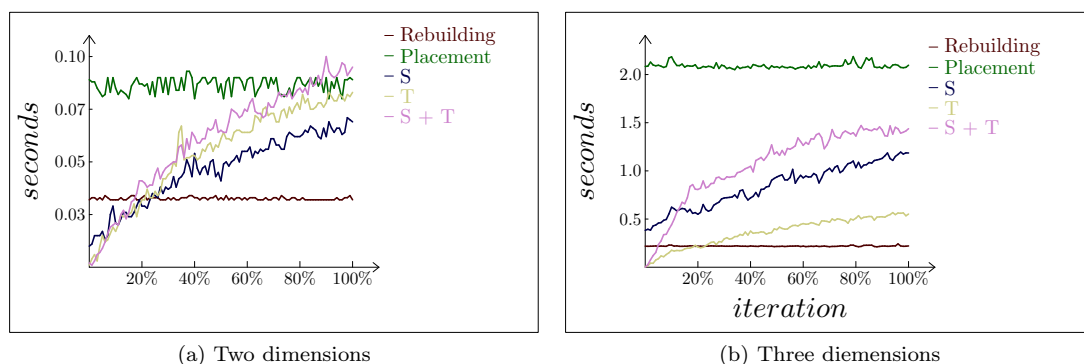 0.10
0.07
0.05
0.03
seconds
20% 40% 60% 80% 100%
Rebuilding
Placement
S
T
S + T
(a) Two dimensions
2.0
1.5
1.0
0.5
seconds
20% 40% 60% 80% 100%
iteration
Rebuilding
Placement
S
T
S + T
(b) Three diemensions